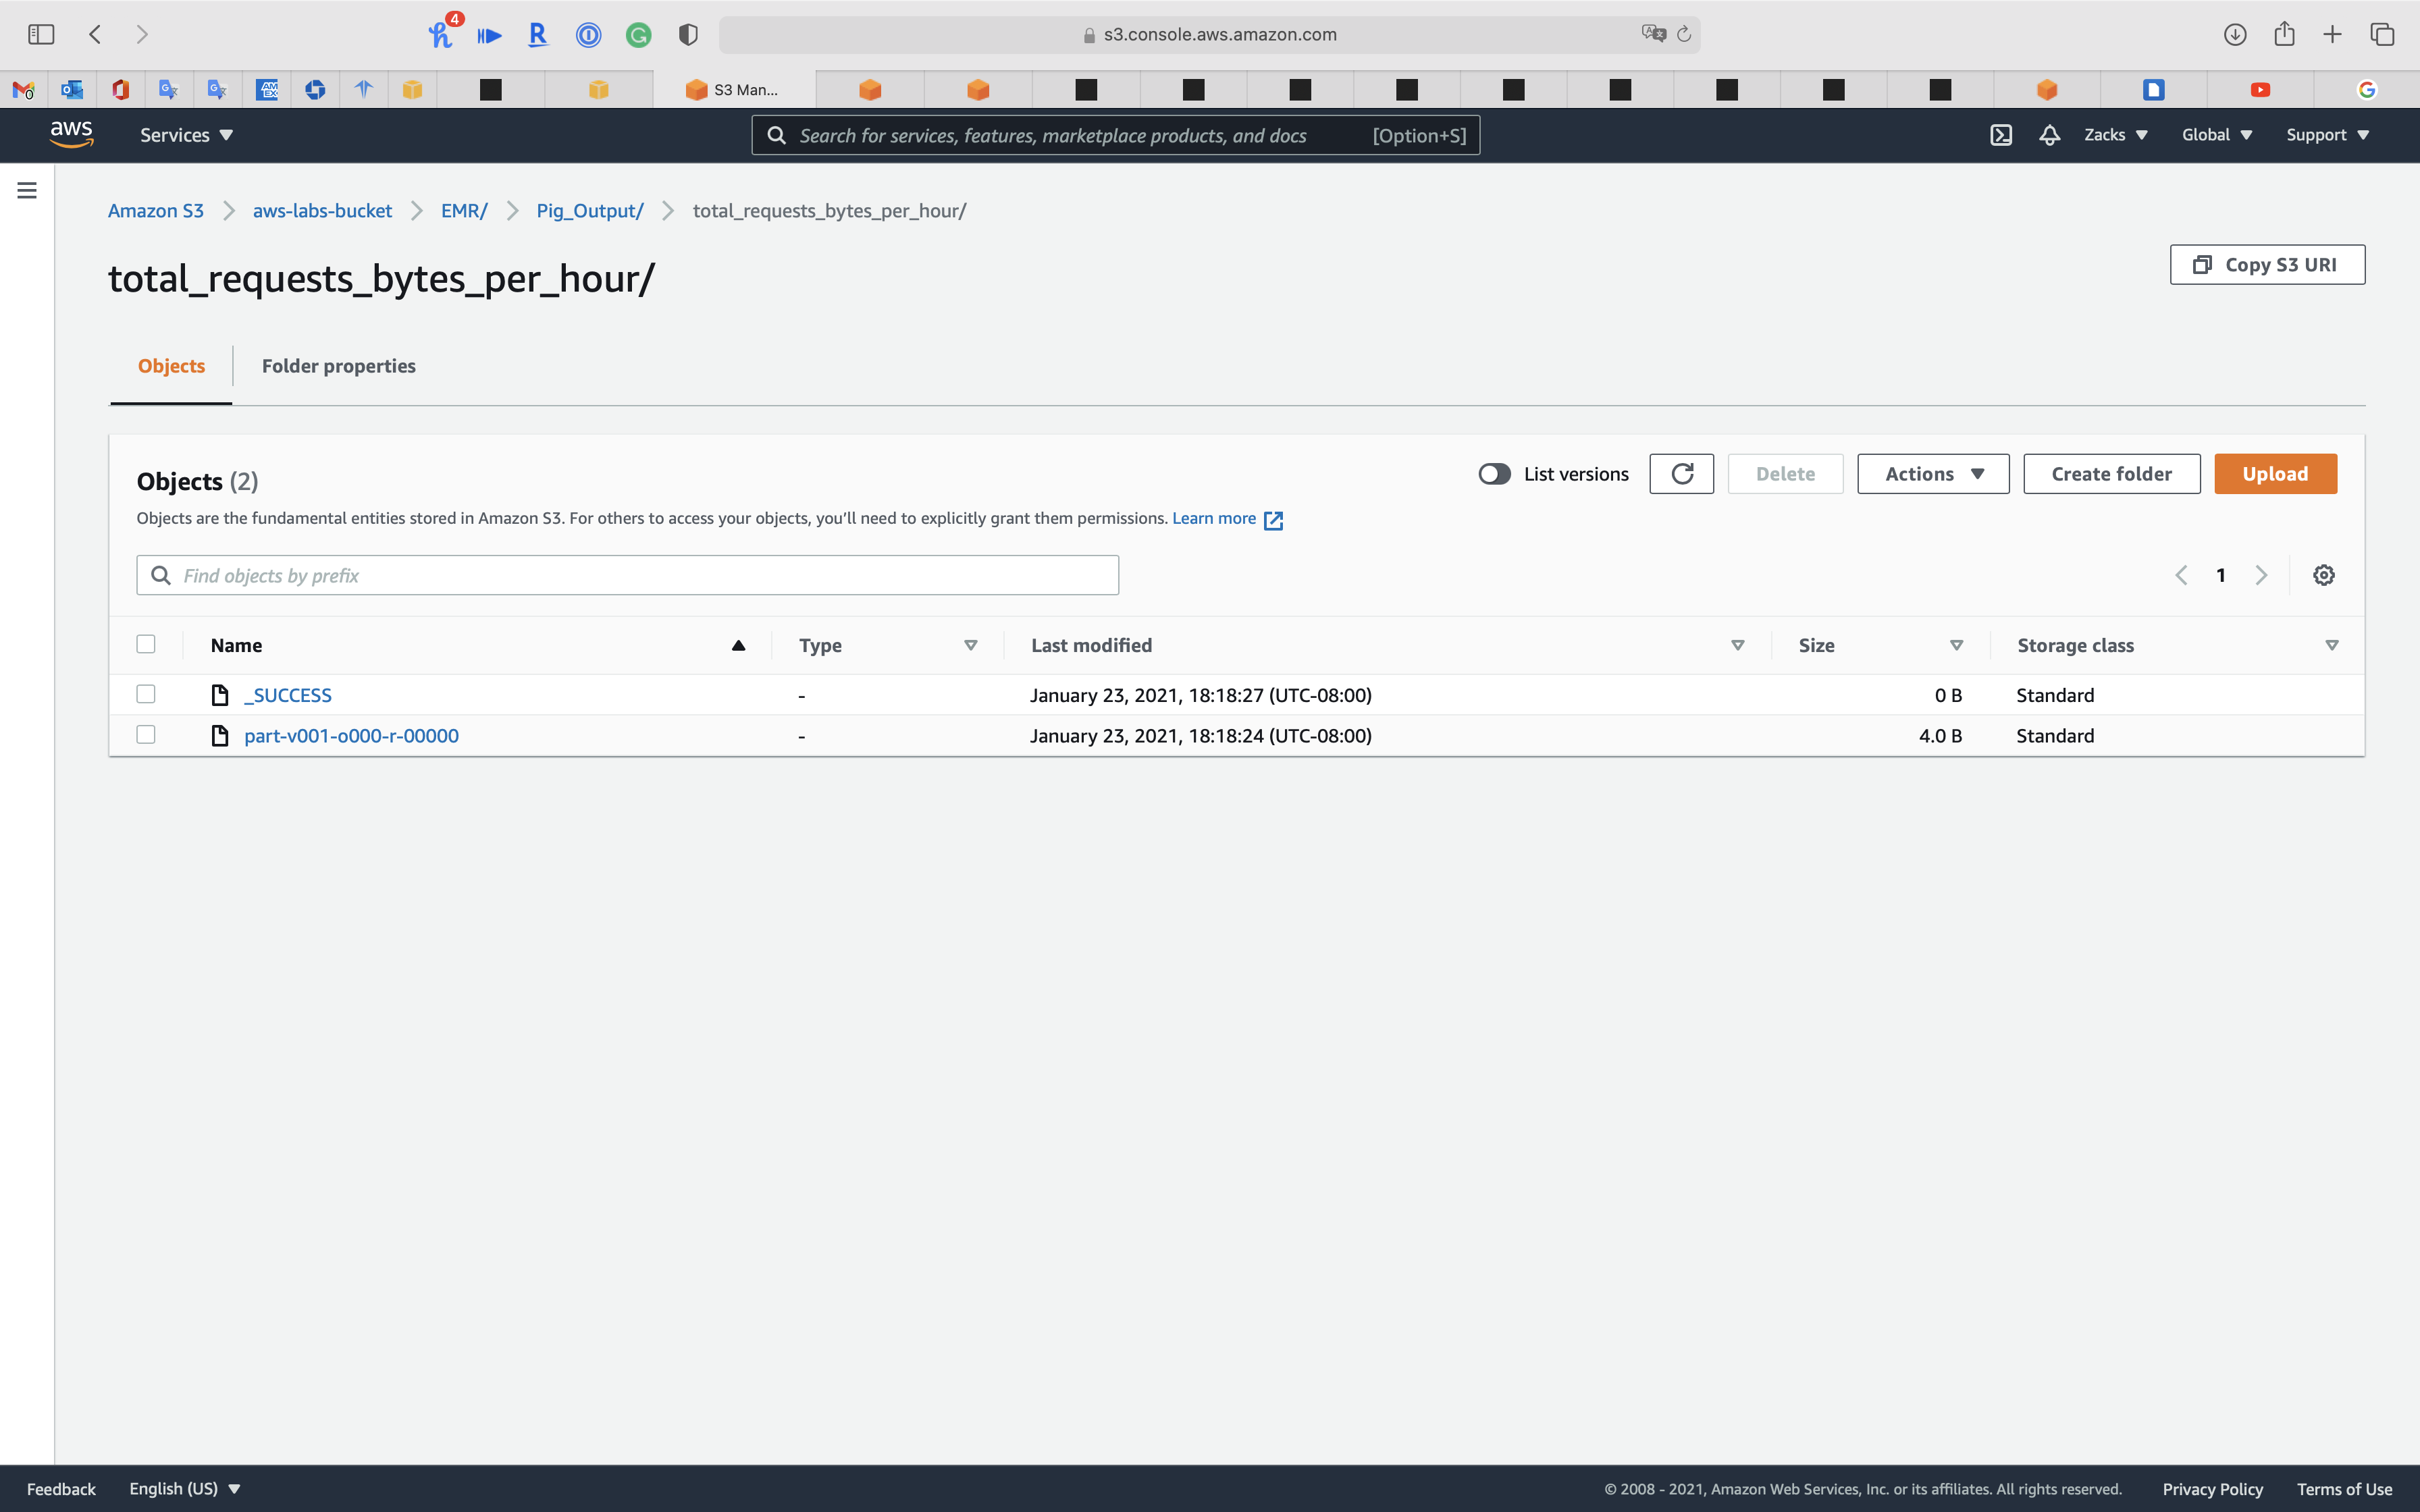 4
s3.console.aws.amazon.com
S3 Man...
aws Services Search for services, features, marketplace products, and docs [Option+S] Zacks Global Support
Amazon S3 > aws-labs-bucket > EMR/ > Pig_Output/ > total_requests_bytes_per_hour/
total_requests_bytes_per_hour/
Copy S3 URI
Objects Folder properties
Objects (2)
List versions Delete Actions Create folder Upload
Objects are the fundamental entities stored in Amazon S3. For others to access your objects, you'll need to explicitly grant them permissions. Learn more
Find objects by prefix
1
Name Type Last modified Size Storage class
_SUCCESS - January 23, 2021, 18:18:27 (UTC-08:00) 0 B Standard
part-v001-o000-r-00000 - January 23, 2021, 18:18:24 (UTC-08:00) 4.0 B Standard
Feedback English (US) © 2008 - 2021, Amazon Web Services, Inc. or its affiliates. All rights reserved. Privacy Policy Terms of Use